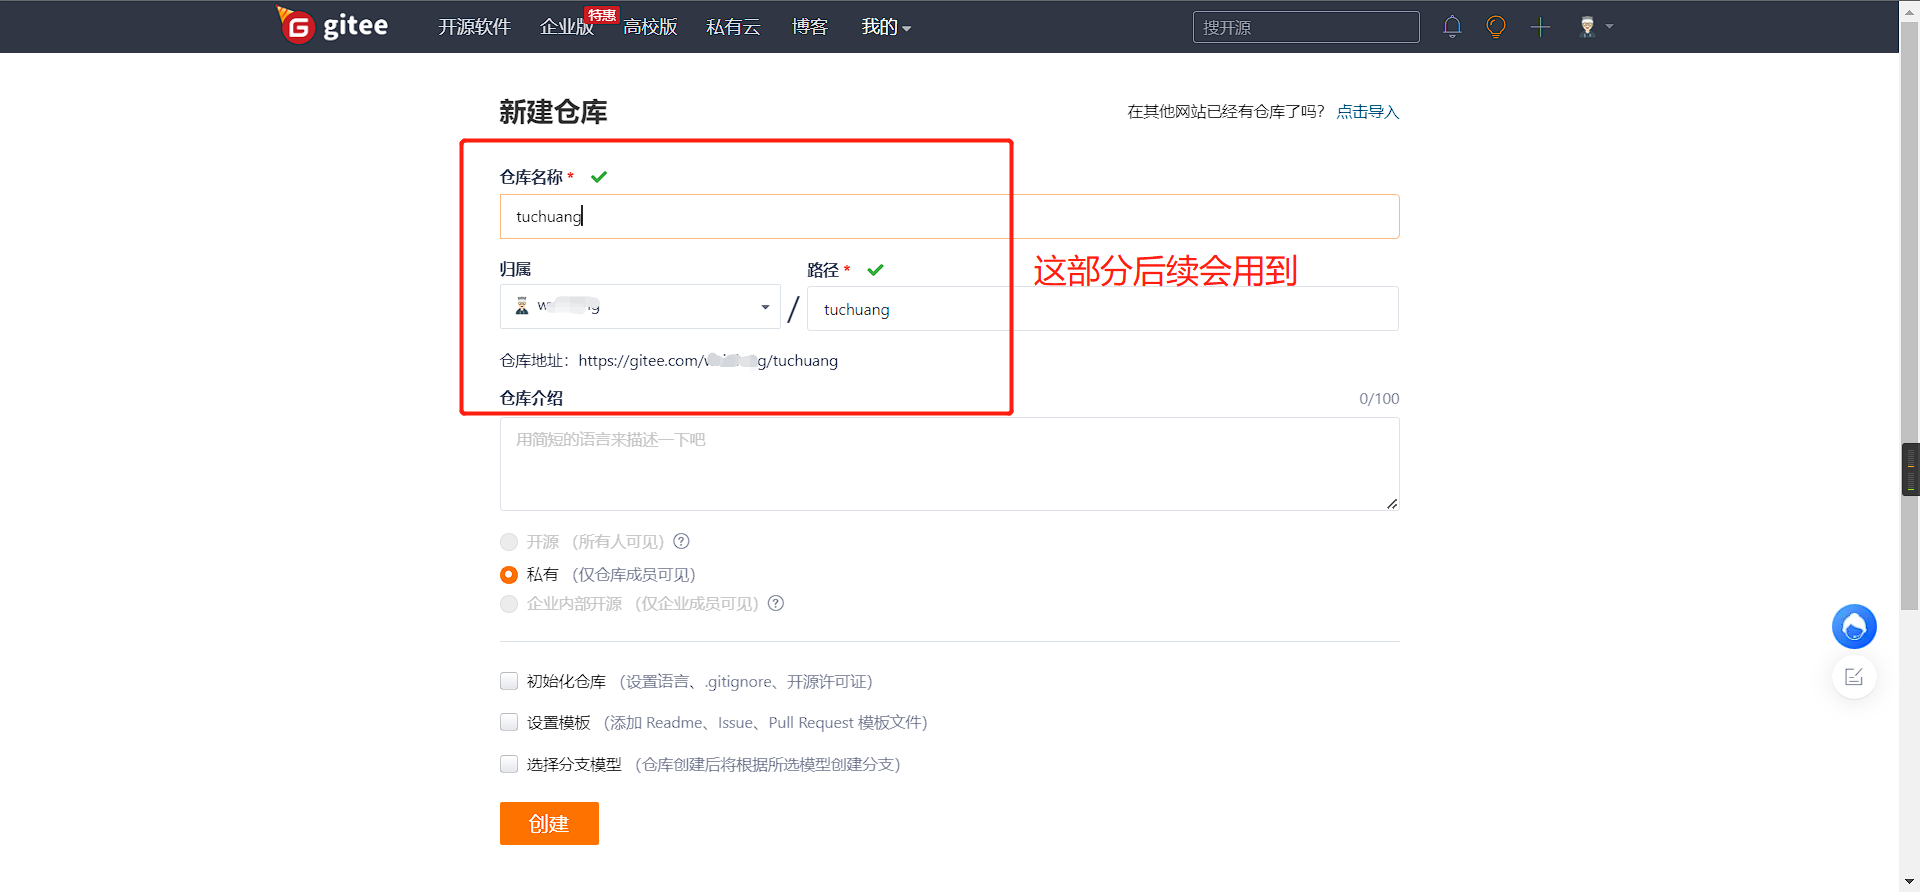 gitee 开源软件 企业版 特惠 高校版 私有云 博客 我的 搜开源
新建仓库 在其他网站已经有仓库了吗? 点击导入
仓库名称 *
tuchuang
归属 路径 *
/ tuchuang
这部分后续会用到
仓库地址：https://gitee.com/ g/tuchuang
仓库介绍 0/100
用简短的语言来描述一下吧
开源 （所有人可见）
私有 （仅仓库成员可见）
企业内部开源 （仅企业成员可见）
初始化仓库 （设置语言、.gitignore、开源许可证）
设置模板 （添加 Readme、Issue、Pull Request 模板文件）
选择分支模型 （仓库创建后将根据所选模型创建分支）
创建